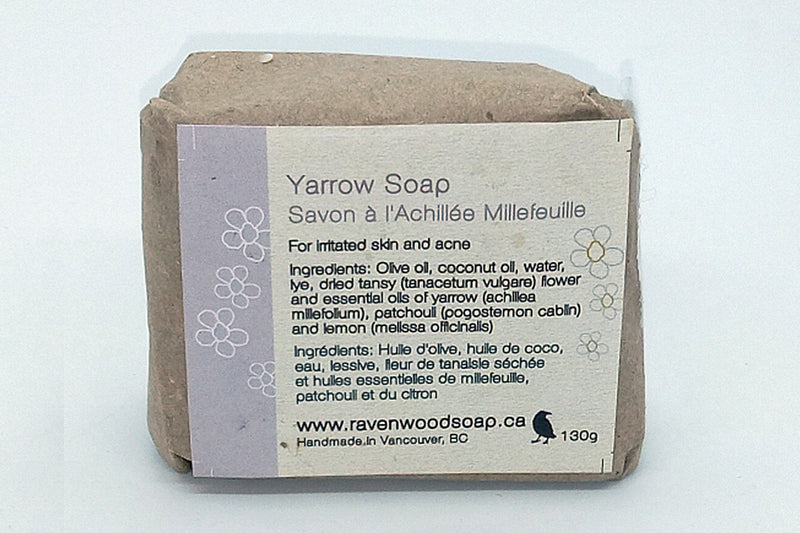 Yarrow Soap
Savon à l'Achillée Millefeuille
For irritated skin and acne
Ingredients: Olive oil, coconut oil, water,
lye, dried tansy (tanacetum vulgare) flower
and essential oils of yarrow (achillea
millefolium), patchouli (pogostemon cablin)
and lemon (melissa officinalis)
Ingrédients: Huile d'olive, huile de coco,
eau, lessive, fleur de tanaisie séchée
et huiles essentielles de millefeuille,
patchouli et du citron
www.ravenwoodsoap.ca
Handmade in Vancouver, BC
130g